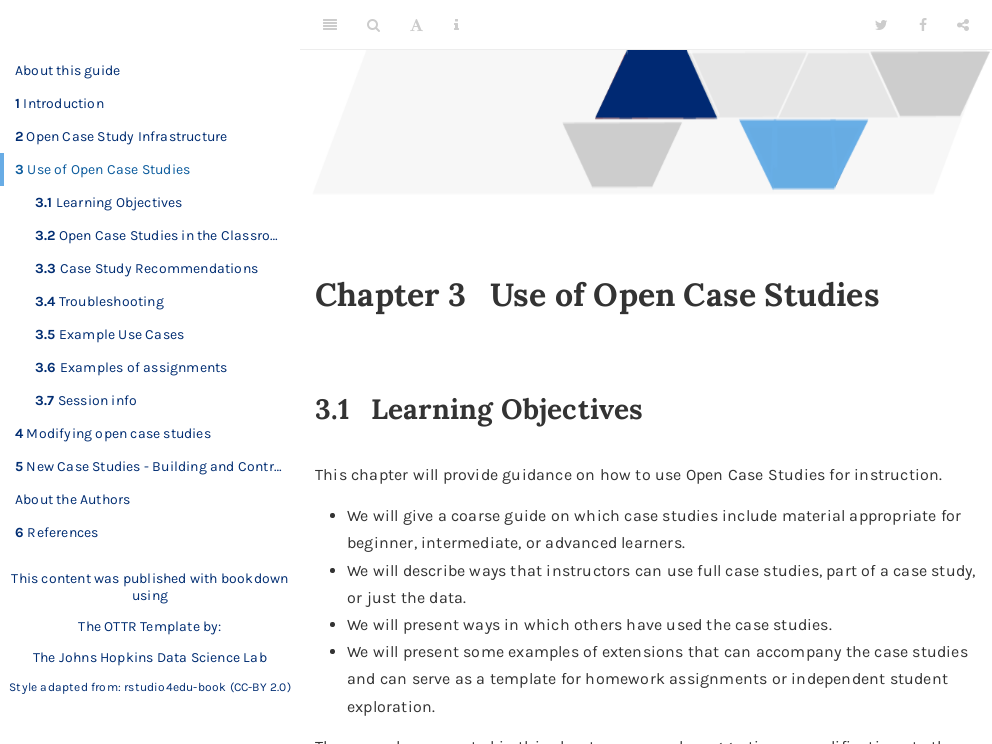 About this guide
1 Introduction
2 Open Case Study Infrastructure
3 Use of Open Case Studies
3.1 Learning Objectives
3.2 Open Case Studies in the Classro...
3.3 Case Study Recommendations
3.4 Troubleshooting
3.5 Example Use Cases
3.6 Examples of assignments
3.7 Session info
4 Modifying open case studies
5 New Case Studies - Building and Contr...
About the Authors
6 References
This content was published with bookdown
using
The OTTR Template by:
The Johns Hopkins Data Science Lab
Style adapted from: rstudio4edu-book (CC-BY 2.0)
A
Chapter 3 Use of Open Case Studies
3.1 Learning Objectives
This chapter will provide guidance on how to use Open Case Studies for instruction.
• We will give a coarse guide on which case studies include material appropriate for
beginner, intermediate, or advanced learners.
• We will describe ways that instructors can use full case studies, part of a case study,
or just the data.
• We will present ways in which others have used the case studies.
• We will present some examples of extensions that can accompany the case studies
and can serve as a template for homework assignments or independent student
exploration.